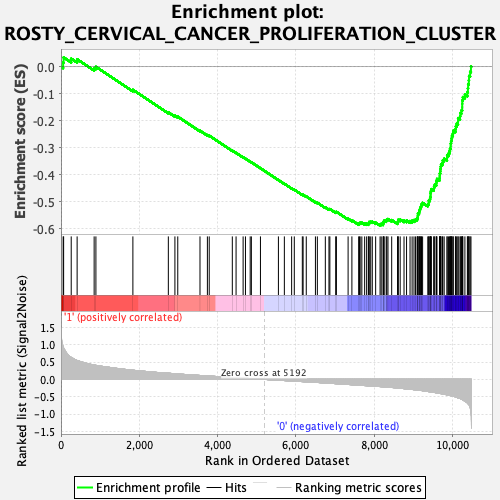 Enrichment plot:
ROSTY_CERVICAL_CANCER_PROLIFERATION_CLUSTER
Enrichment score (ES)
0.0
-0.1
-0.2
-0.3
-0.4
-0.5
-0.6
'1' (positively correlated)
Ranked list metric (Signal2Noise)
1.5
1.0
0.5
0.0
-0.5
-1.0
-1.5
Zero cross at 5192
'0' (negatively correlated)
0 2,000 4,000 6,000 8,000 10,000
Rank in Ordered Dataset
Enrichment profile Hits Ranking metric scores